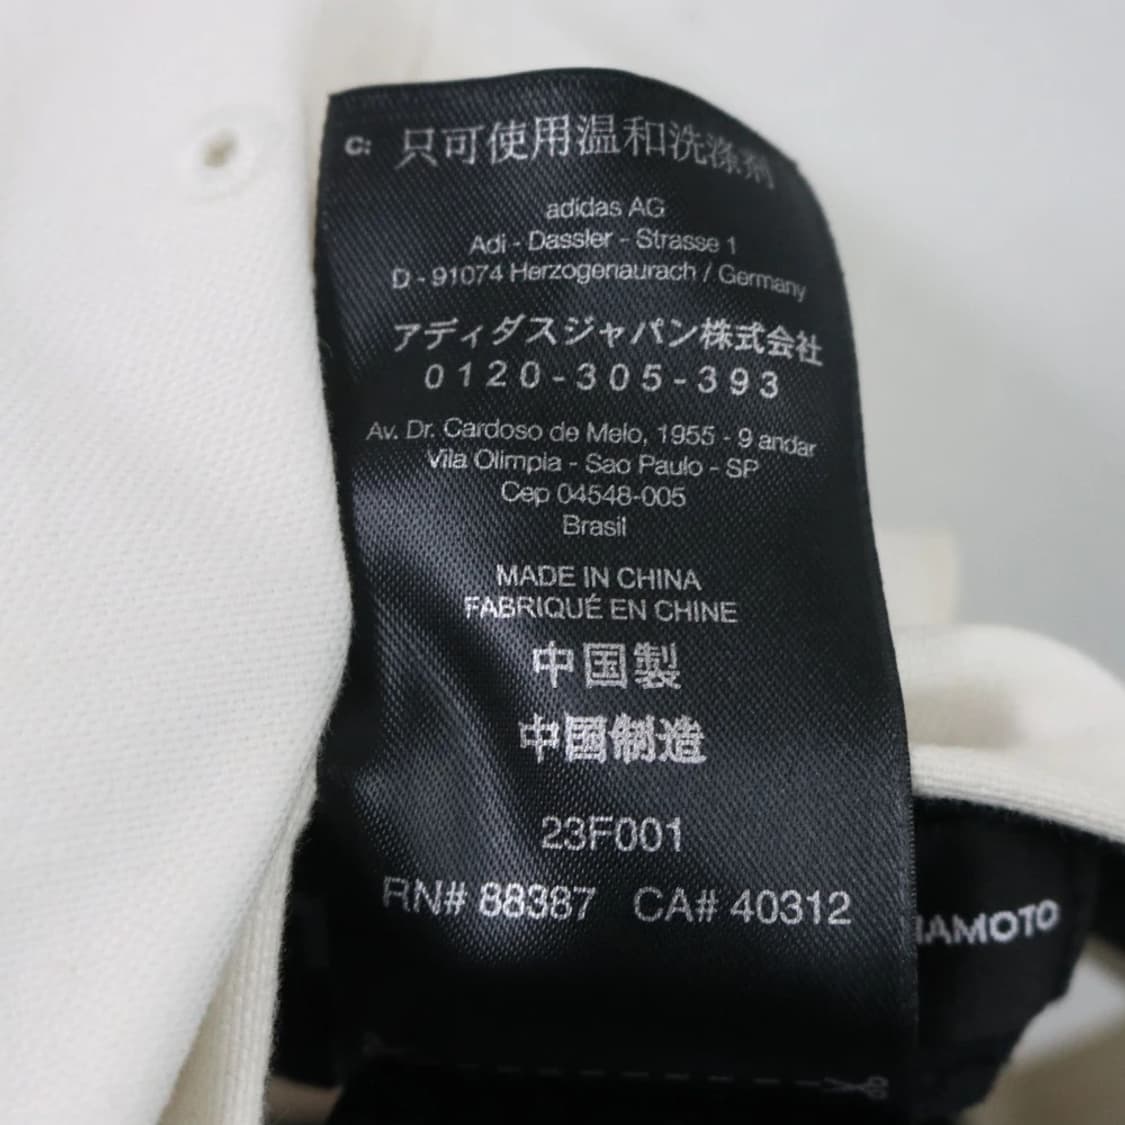 C: 只可使用温和洗涤剂
adidas AG
Adi - Dassler - Strasse 1
D - 91074 Herzogenaurach / Germany
アディダスジャパン株式会社
0120-305-393
Av. Dr. Cardoso de Melo, 1955 - 9 andar
Vila Olimpia - Sao Paulo - SP
Cep 04548-005
Brasil
MADE IN CHINA
FABRIQUÉ EN CHINE
中国製
中国制造
23F001
RN# 88387 CA# 40312
AMOTO